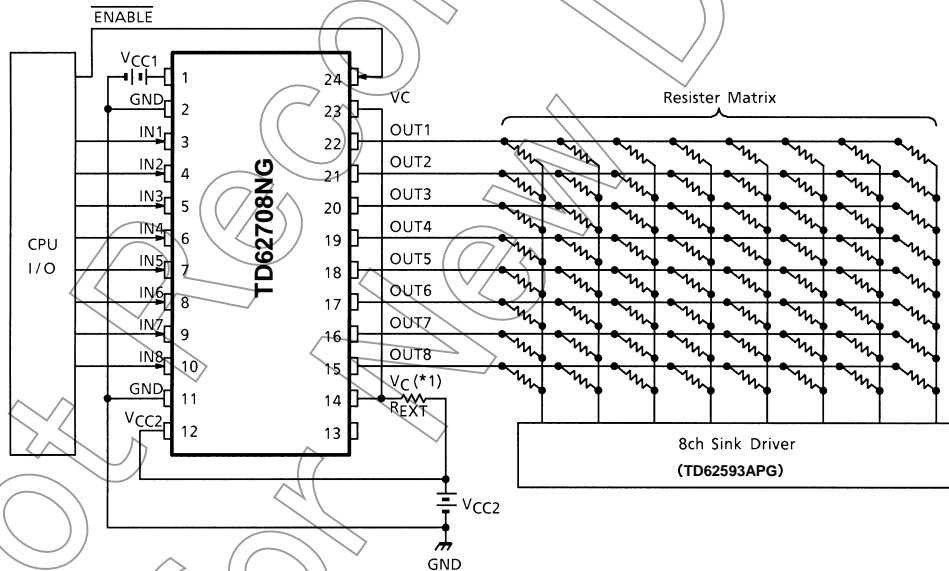 ENABLE
VCC1
GND
IN1
IN2
IN3
IN4
IN5
IN6
IN7
IN8
GND
VCC2
CPU
I/O
1
2
3
4
5
6
7
8
9
10
11
12
TD62708NG
24
23
22
21
20
19
18
17
16
15
14
13
VC
OUT1
OUT2
OUT3
OUT4
OUT5
OUT6
OUT7
OUT8
VC (*1)
REXT
VCC2
GND
Resister Matrix
8ch Sink Driver
(TD62593APG)